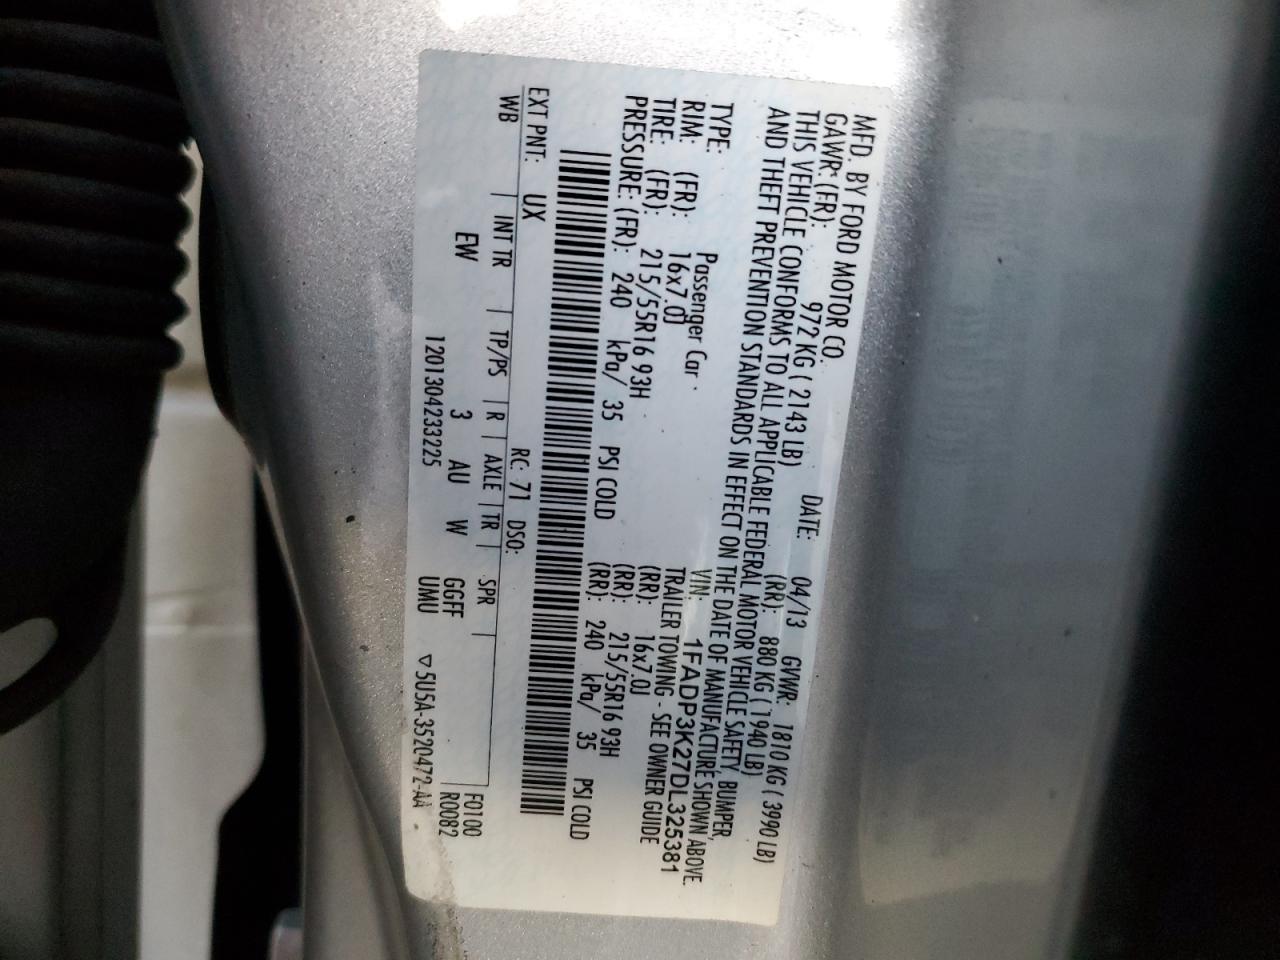 MFD. BY FORD MOTOR CO.
DATE: 04/13 GVWR: 1810 KG ( 3990 LB)
GAWR: (FR): 972 KG ( 2143 LB) (RR): 880 KG ( 1940 LB)
THIS VEHICLE CONFORMS TO ALL APPLICABLE FEDERAL MOTOR VEHICLE SAFETY, BUMPER,
AND THEFT PREVENTION STANDARDS IN EFFECT ON THE DATE OF MANUFACTURE SHOWN ABOVE.
VIN: 1FADP3K27DL325381
TYPE: Passenger Car TRAILER TOWING - SEE OWNER GUIDE
RIM: (FR): 16x7.0J (RR): 16x7.0J
TIRE: (FR): 215/55R16 93H (RR): 215/55R16 93H
PRESSURE: (FR): 240 kPa/ 35 PSI COLD (RR): 240 kPa/ 35 PSI COLD
EXT PNT: UX RC: 71 DSO:
WB | INT TR | TP/PS | R | AXLE | TR | SPR | F0100
EW 3 AU W GGFF R0082
120130423322​5 UMU ▽5U5A-3520472-AA